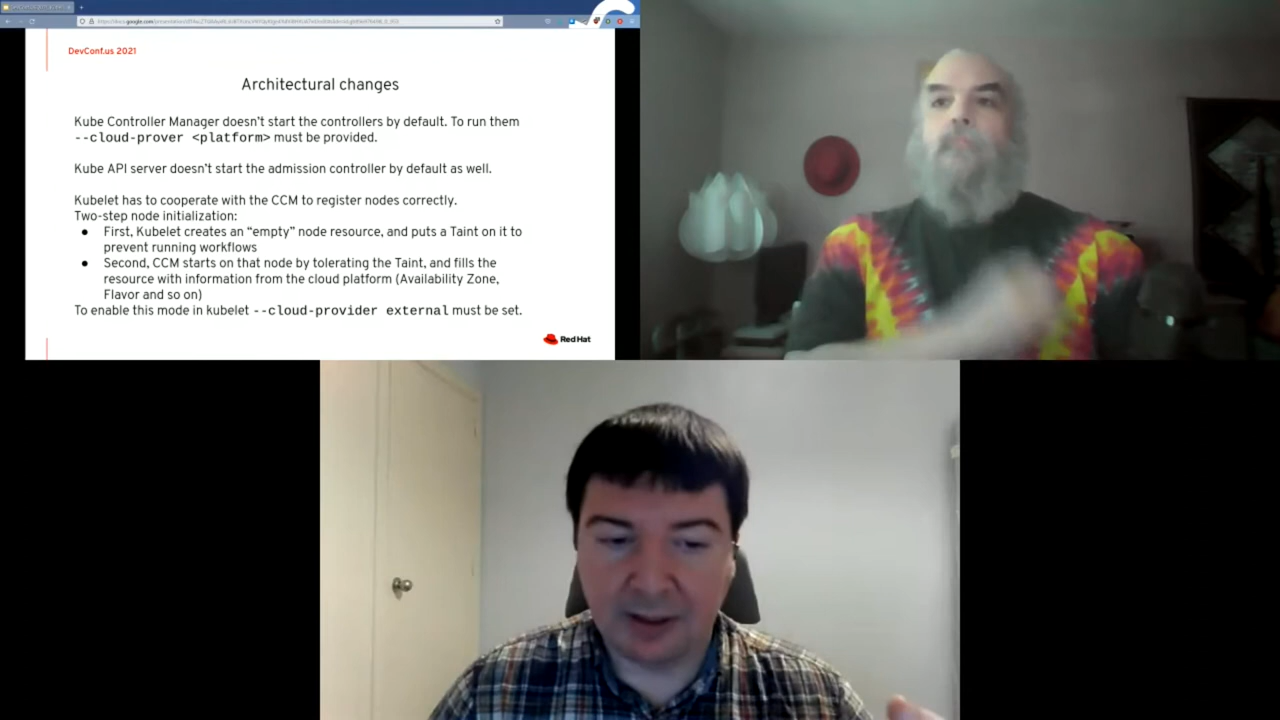 DevConf.us 2021
Architectural changes
Kube Controller Manager doesn’t start the controllers by default. To run them
--cloud-prover <platform> must be provided.
Kube API server doesn’t start the admission controller by default as well.
Kubelet has to cooperate with the CCM to register nodes correctly.
Two-step node initialization:
● First, Kubelet creates an “empty” node resource, and puts a Taint on it to
prevent running workflows
● Second, CCM starts on that node by tolerating the Taint, and fills the
resource with information from the cloud platform (Availability Zone,
Flavor and so on)
To enable this mode in kubelet --cloud-provider external must be set.
Red Hat